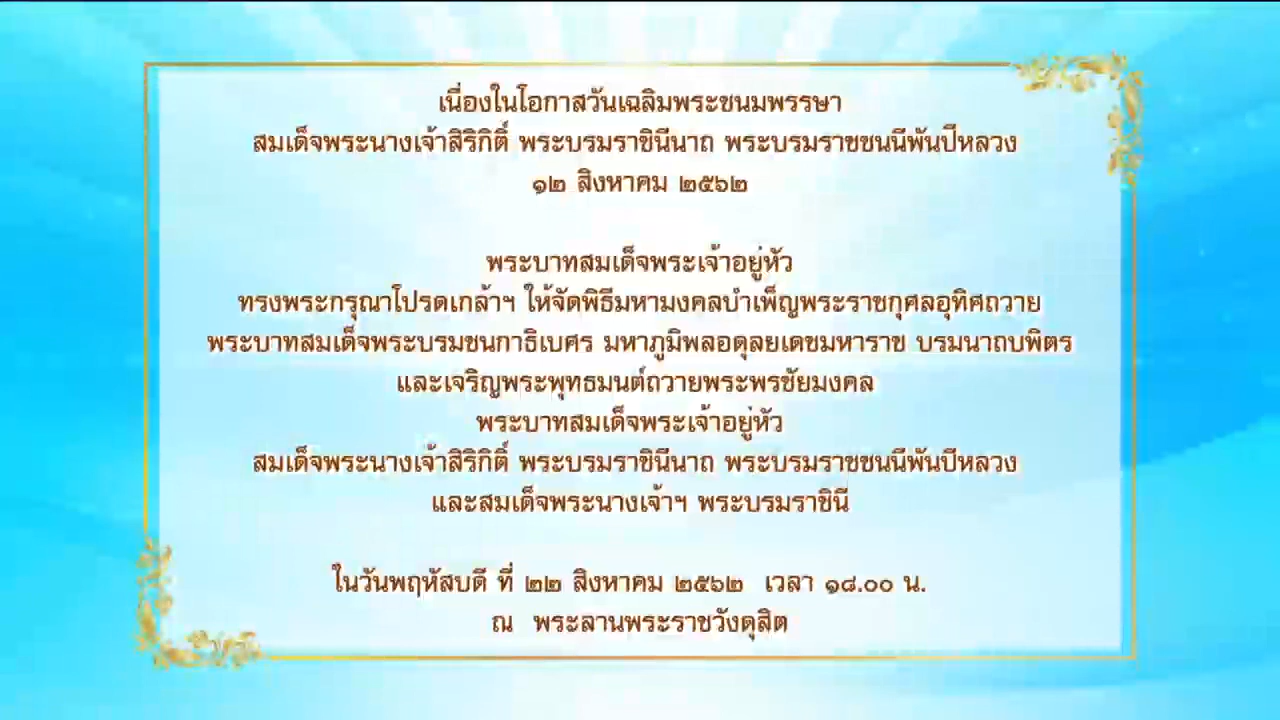 เนื่องในโอกาสวันเฉลิมพระชนมพรรษา
สมเด็จพระนางเจ้าสิริกิติ์ พระบรมราชินีนาถ พระบรมราชชนนีพันปีหลวง
๑๒ สิงหาคม ๒๕๖๒
พระบาทสมเด็จพระเจ้าอยู่หัว
ทรงพระกรุณาโปรดเกล้าฯ ให้จัดพิธีมหามงคลบำเพ็ญพระราชกุศลอุทิศถวาย
พระบาทสมเด็จพระบรมชนกาธิเบศร มหาภูมิพลอดุลยเดชมหาราช บรมนาถบพิตร
และเจริญพระพุทธมนต์ถวายพระพรชัยมงคล
พระบาทสมเด็จพระเจ้าอยู่หัว
สมเด็จพระนางเจ้าสิริกิติ์ พระบรมราชินีนาถ พระบรมราชชนนีพันปีหลวง
และสมเด็จพระนางเจ้าฯ พระบรมราชินี
ในวันพฤหัสบดี ที่ ๒๒ สิงหาคม ๒๕๖๒ เวลา ๑๘.๐๐ น.
ณ พระลานพระราชวังดุสิต